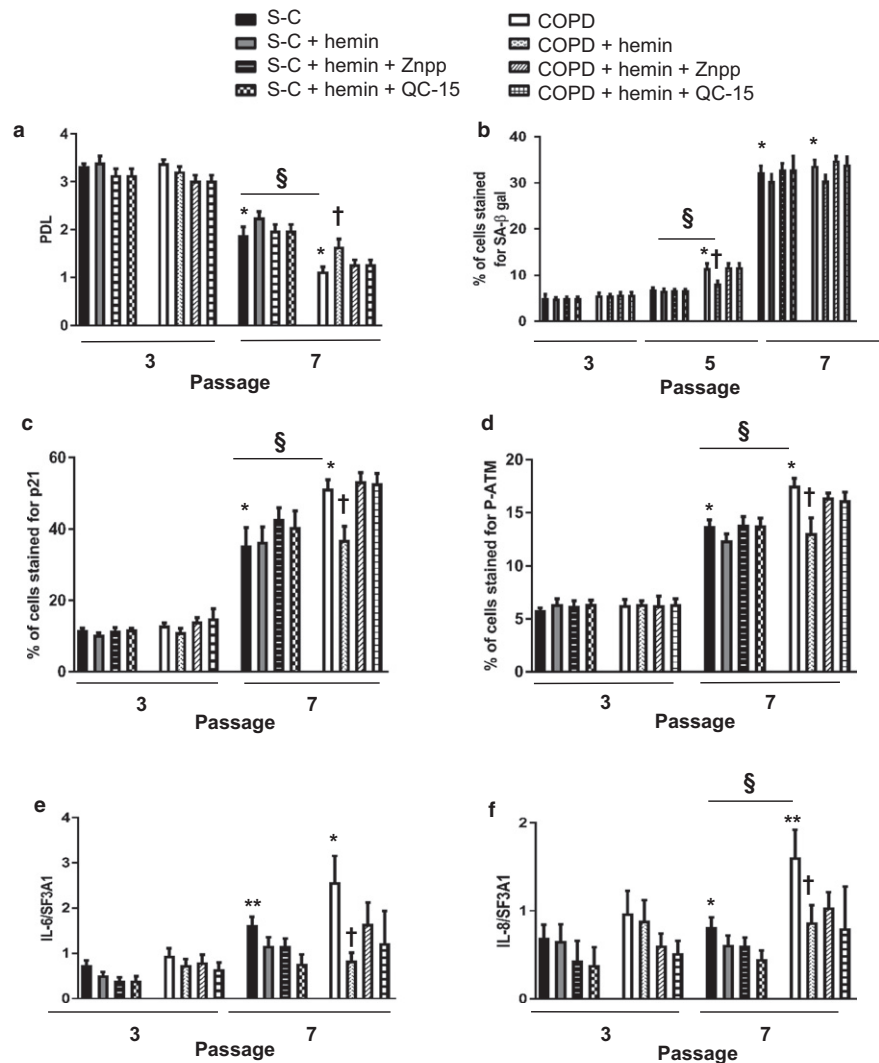 S-C
S-C + hemin
S-C + hemin + Znpp
S-C + hemin + QC-15
COPD
COPD + hemin
COPD + hemin + Znpp
COPD + hemin + QC-15
a
PDL
4
3
2
1
0
§
*
*
†
3
7
Passage
b
% of cells stained
for SA-β gal
40
30
20
10
0
§
*
†
*
*
3
5
7
Passage
c
% of cells stained for p21
60
40
20
0
§
*
*
†
3
7
Passage
d
% of cells stained for P-ATM
20
15
10
5
0
§
*
*
†
3
7
Passage
e
IL-6/SF3A1
4
3
2
1
0
**
*
†
3
7
Passage
f
IL-8/SF3A1
2
1
0
§
*
**
†
3
7
Passage